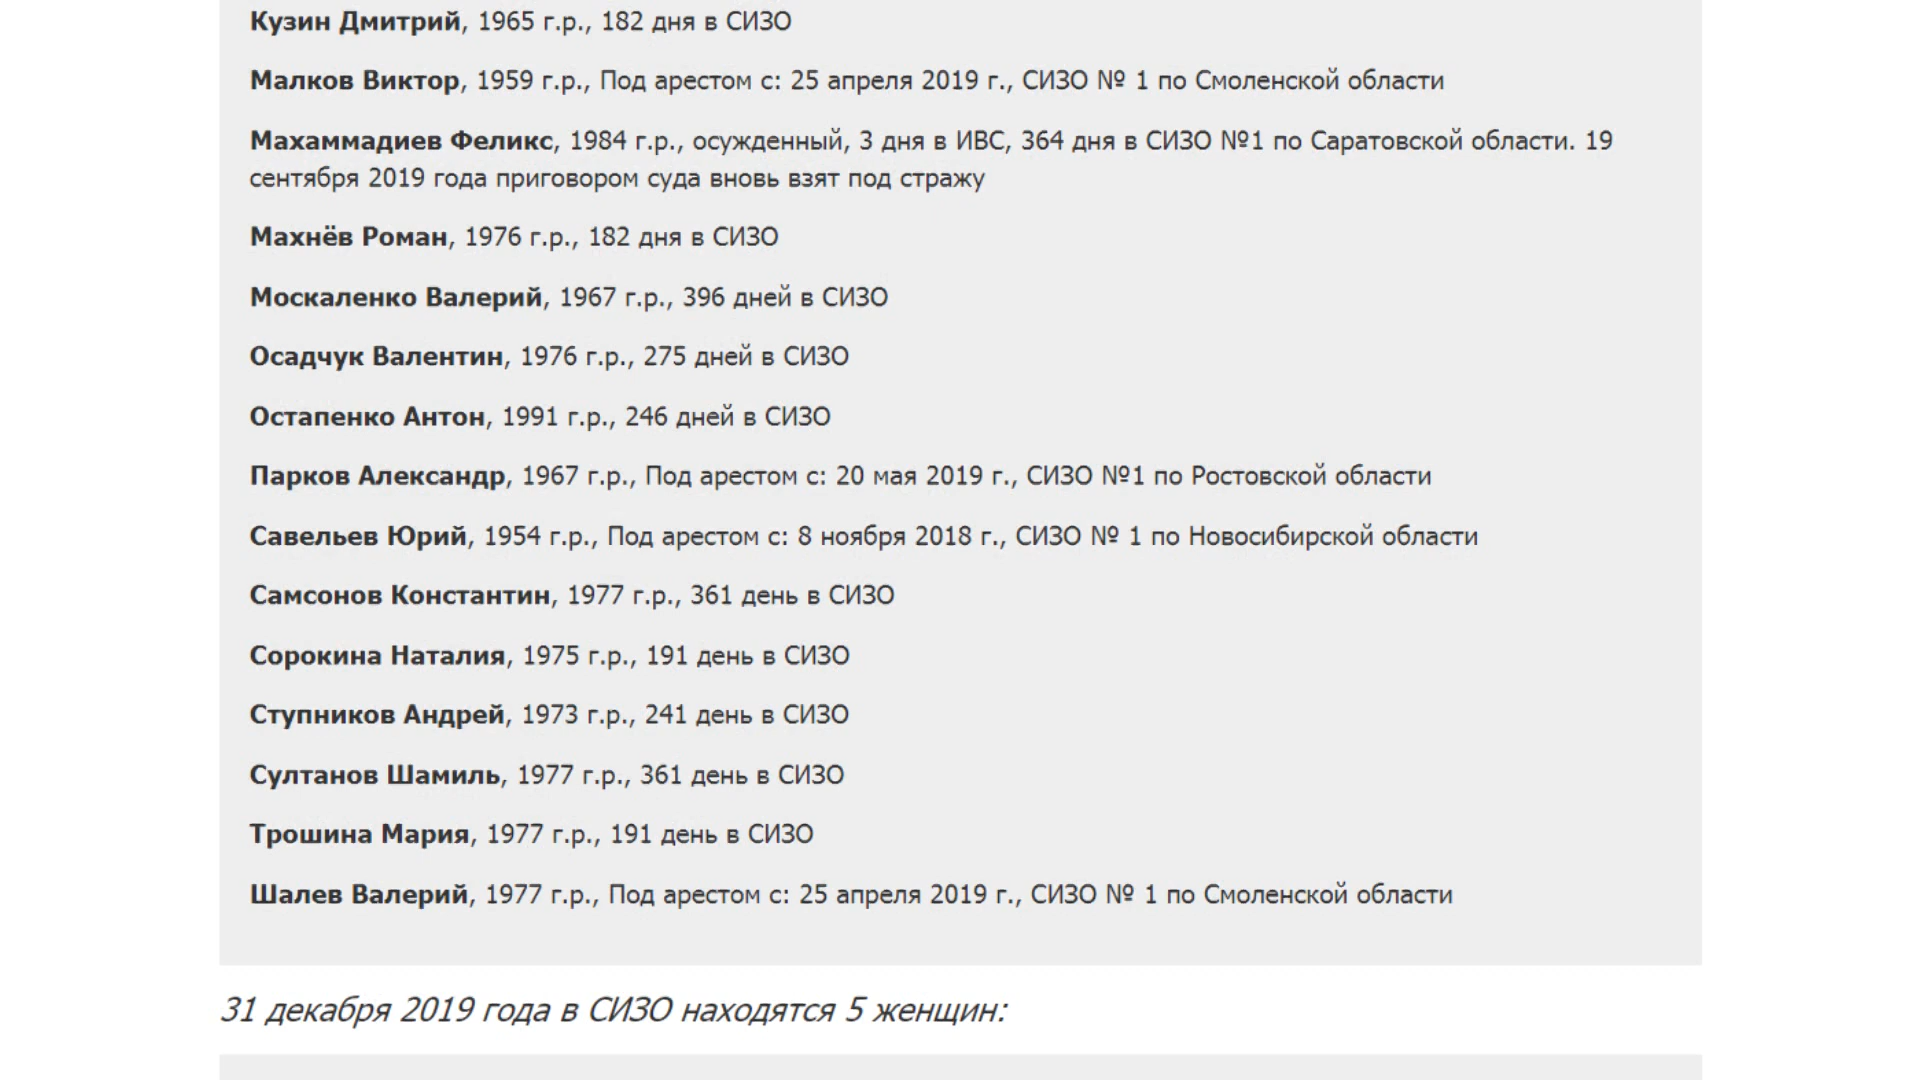 Кузин Дмитрий, 1965 г.р., 182 дня в СИЗО
Малков Виктор, 1959 г.р., Под арестом с: 25 апреля 2019 г., СИЗО № 1 по Смоленской области
Махаммадиев Феликс, 1984 г.р., осужденный, 3 дня в ИВС, 364 дня в СИЗО №1 по Саратовской области. 19
сентября 2019 года приговором суда вновь взят под стражу
Махнёв Роман, 1976 г.р., 182 дня в СИЗО
Москаленко Валерий, 1967 г.р., 396 дней в СИЗО
Осадчук Валентин, 1976 г.р., 275 дней в СИЗО
Остапенко Антон, 1991 г.р., 246 дней в СИЗО
Парков Александр, 1967 г.р., Под арестом с: 20 мая 2019 г., СИЗО №1 по Ростовской области
Савельев Юрий, 1954 г.р., Под арестом с: 8 ноября 2018 г., СИЗО № 1 по Новосибирской области
Самсонов Константин, 1977 г.р., 361 день в СИЗО
Сорокина Наталия, 1975 г.р., 191 день в СИЗО
Ступников Андрей, 1973 г.р., 241 день в СИЗО
Султанов Шамиль, 1977 г.р., 361 день в СИЗО
Трошина Мария, 1977 г.р., 191 день в СИЗО
Шалев Валерий, 1977 г.р., Под арестом с: 25 апреля 2019 г., СИЗО № 1 по Смоленской области
31 декабря 2019 года в СИЗО находятся 5 женщин: